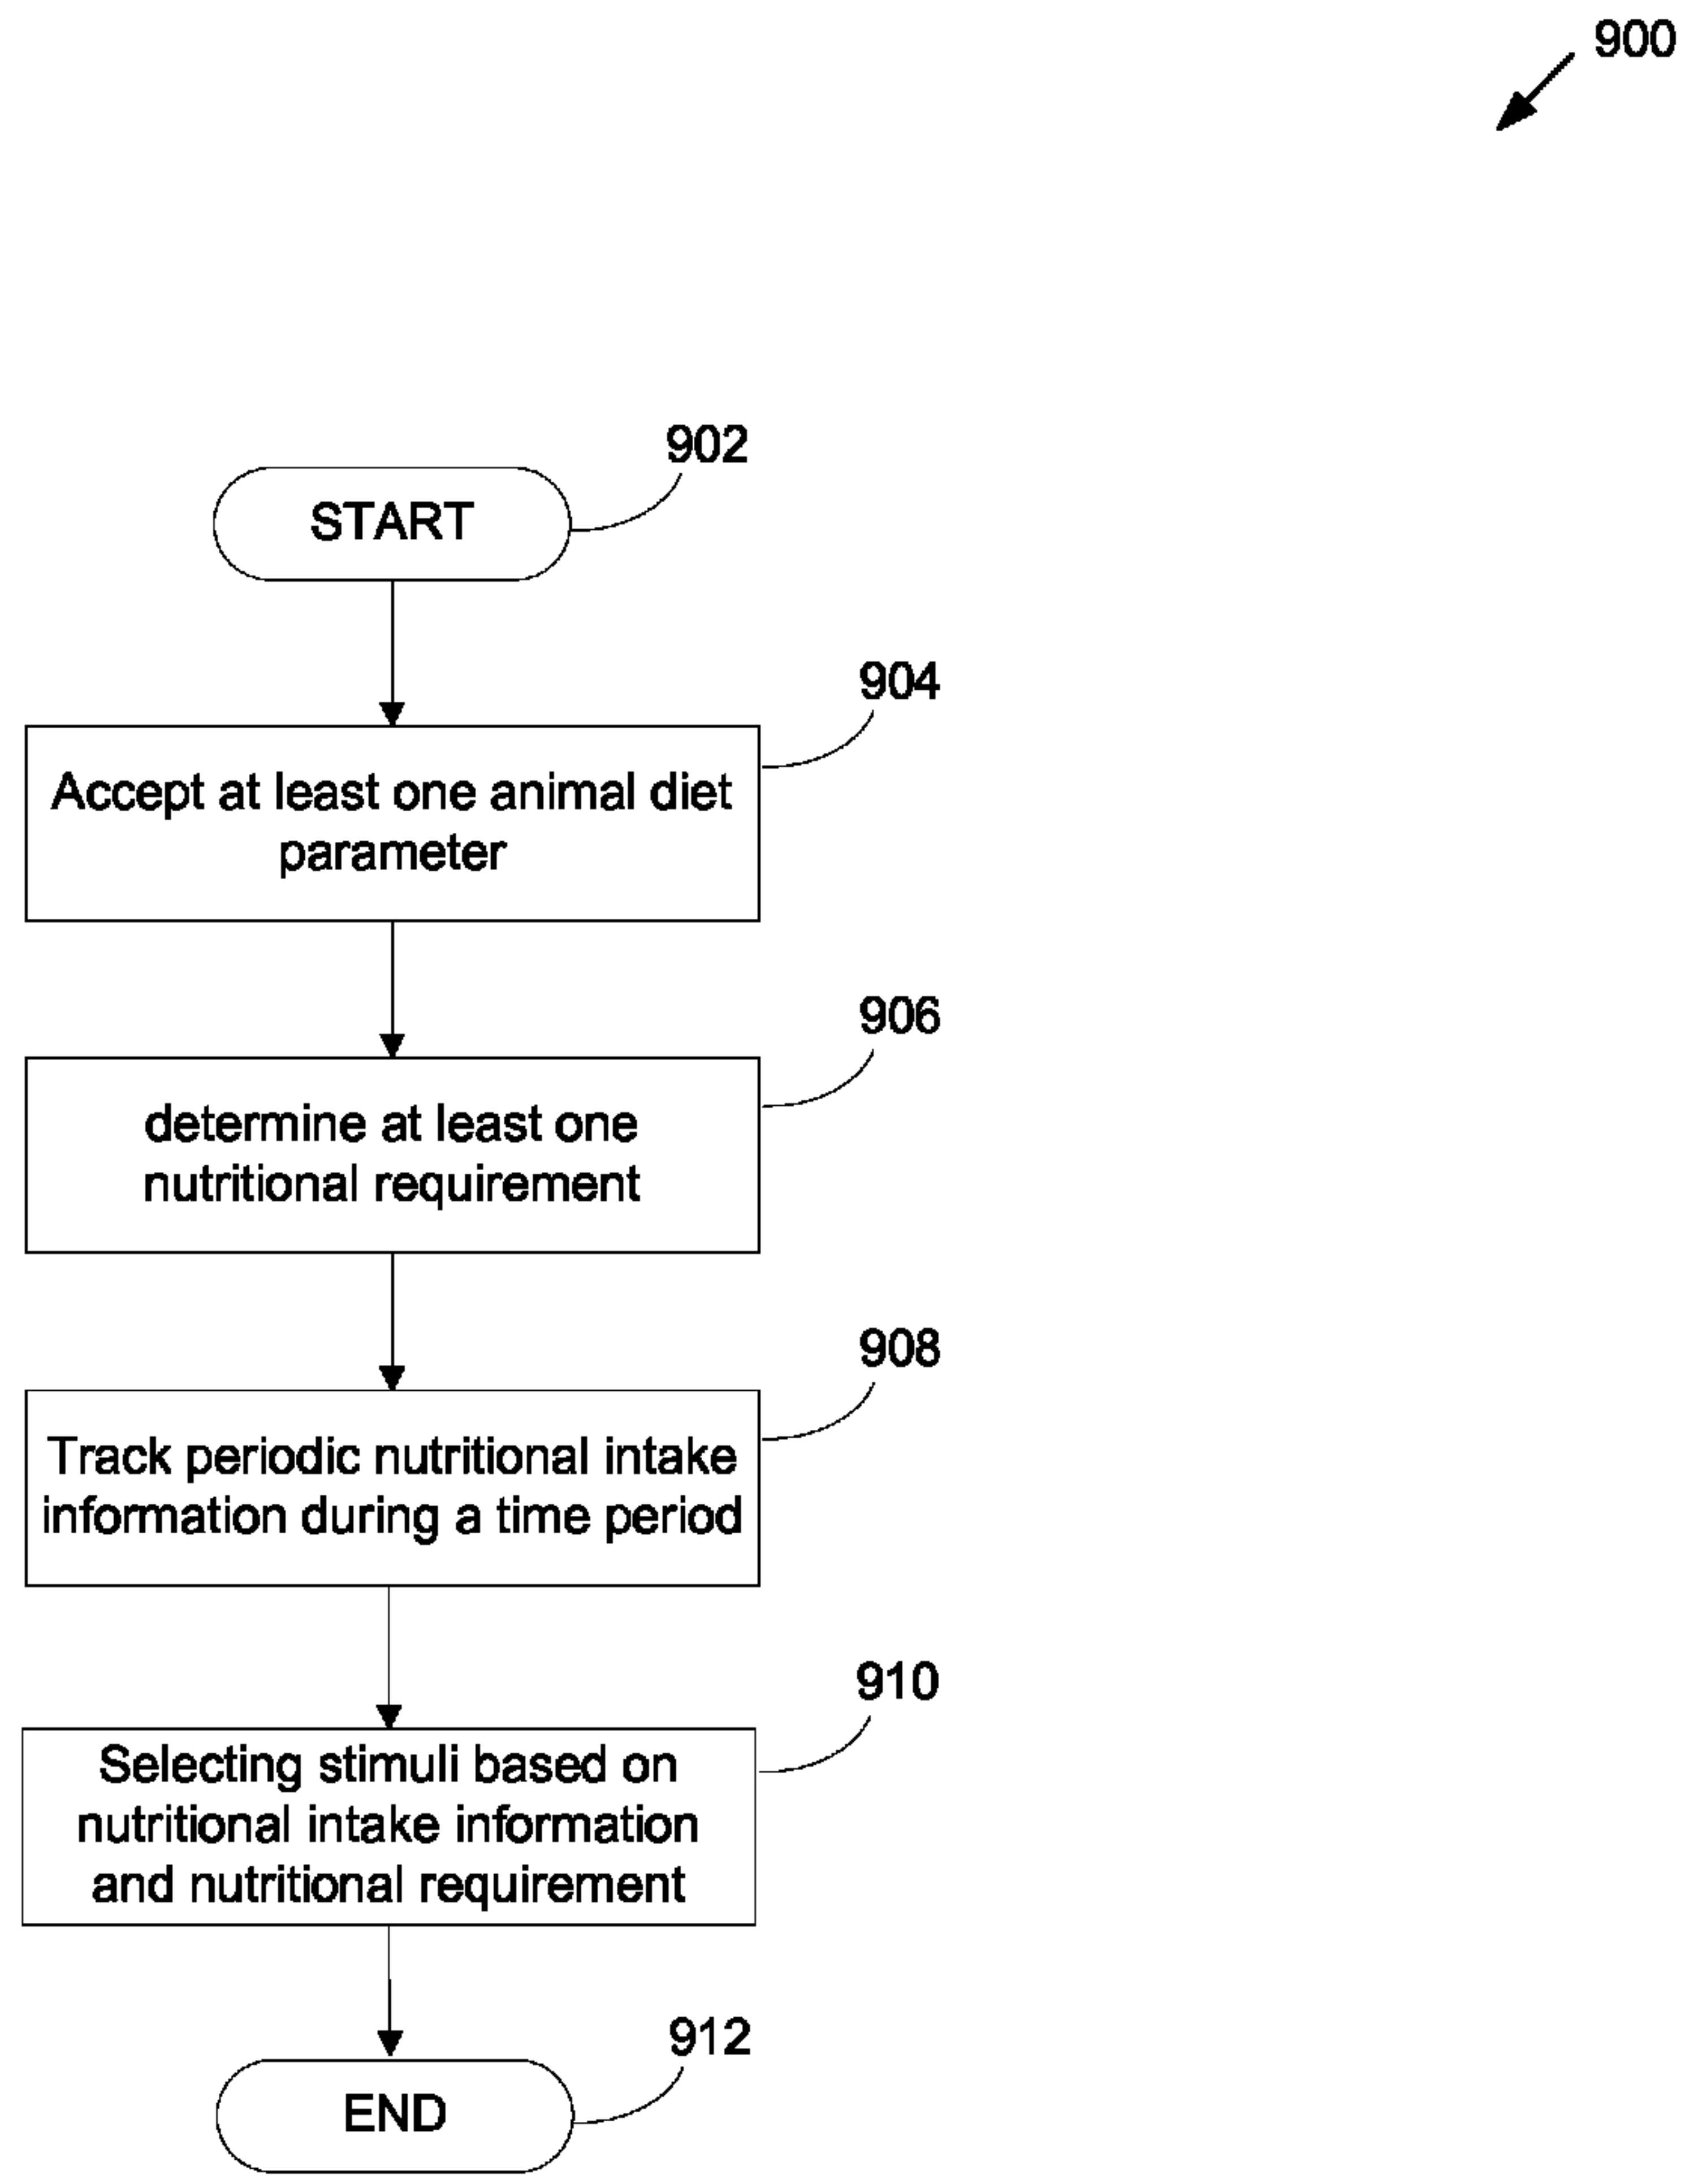 900
902
START
904
Accept at least one animal diet
parameter
906
determine at least one
nutritional requirement
908
Track periodic nutritional intake
information during a time period
910
Selecting stimuli based on
nutritional intake information
and nutritional requirement
912
END